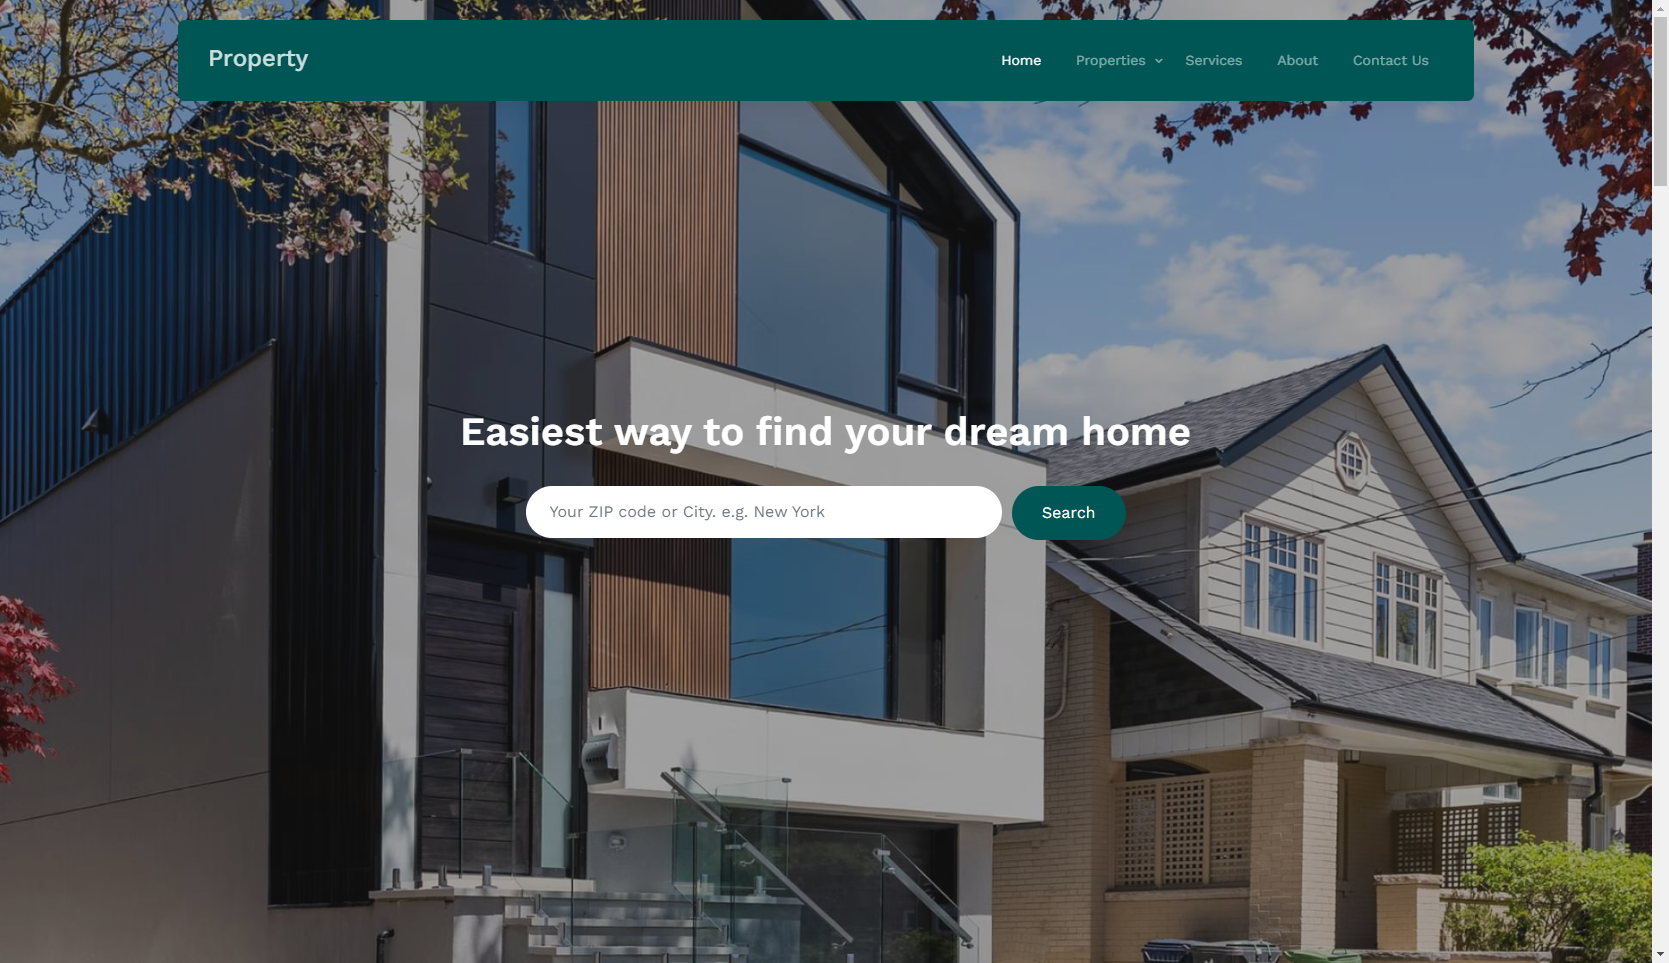 Property
Home Properties Services About Contact Us
Easiest way to find your dream home
Your ZIP code or City. e.g. New York
Search